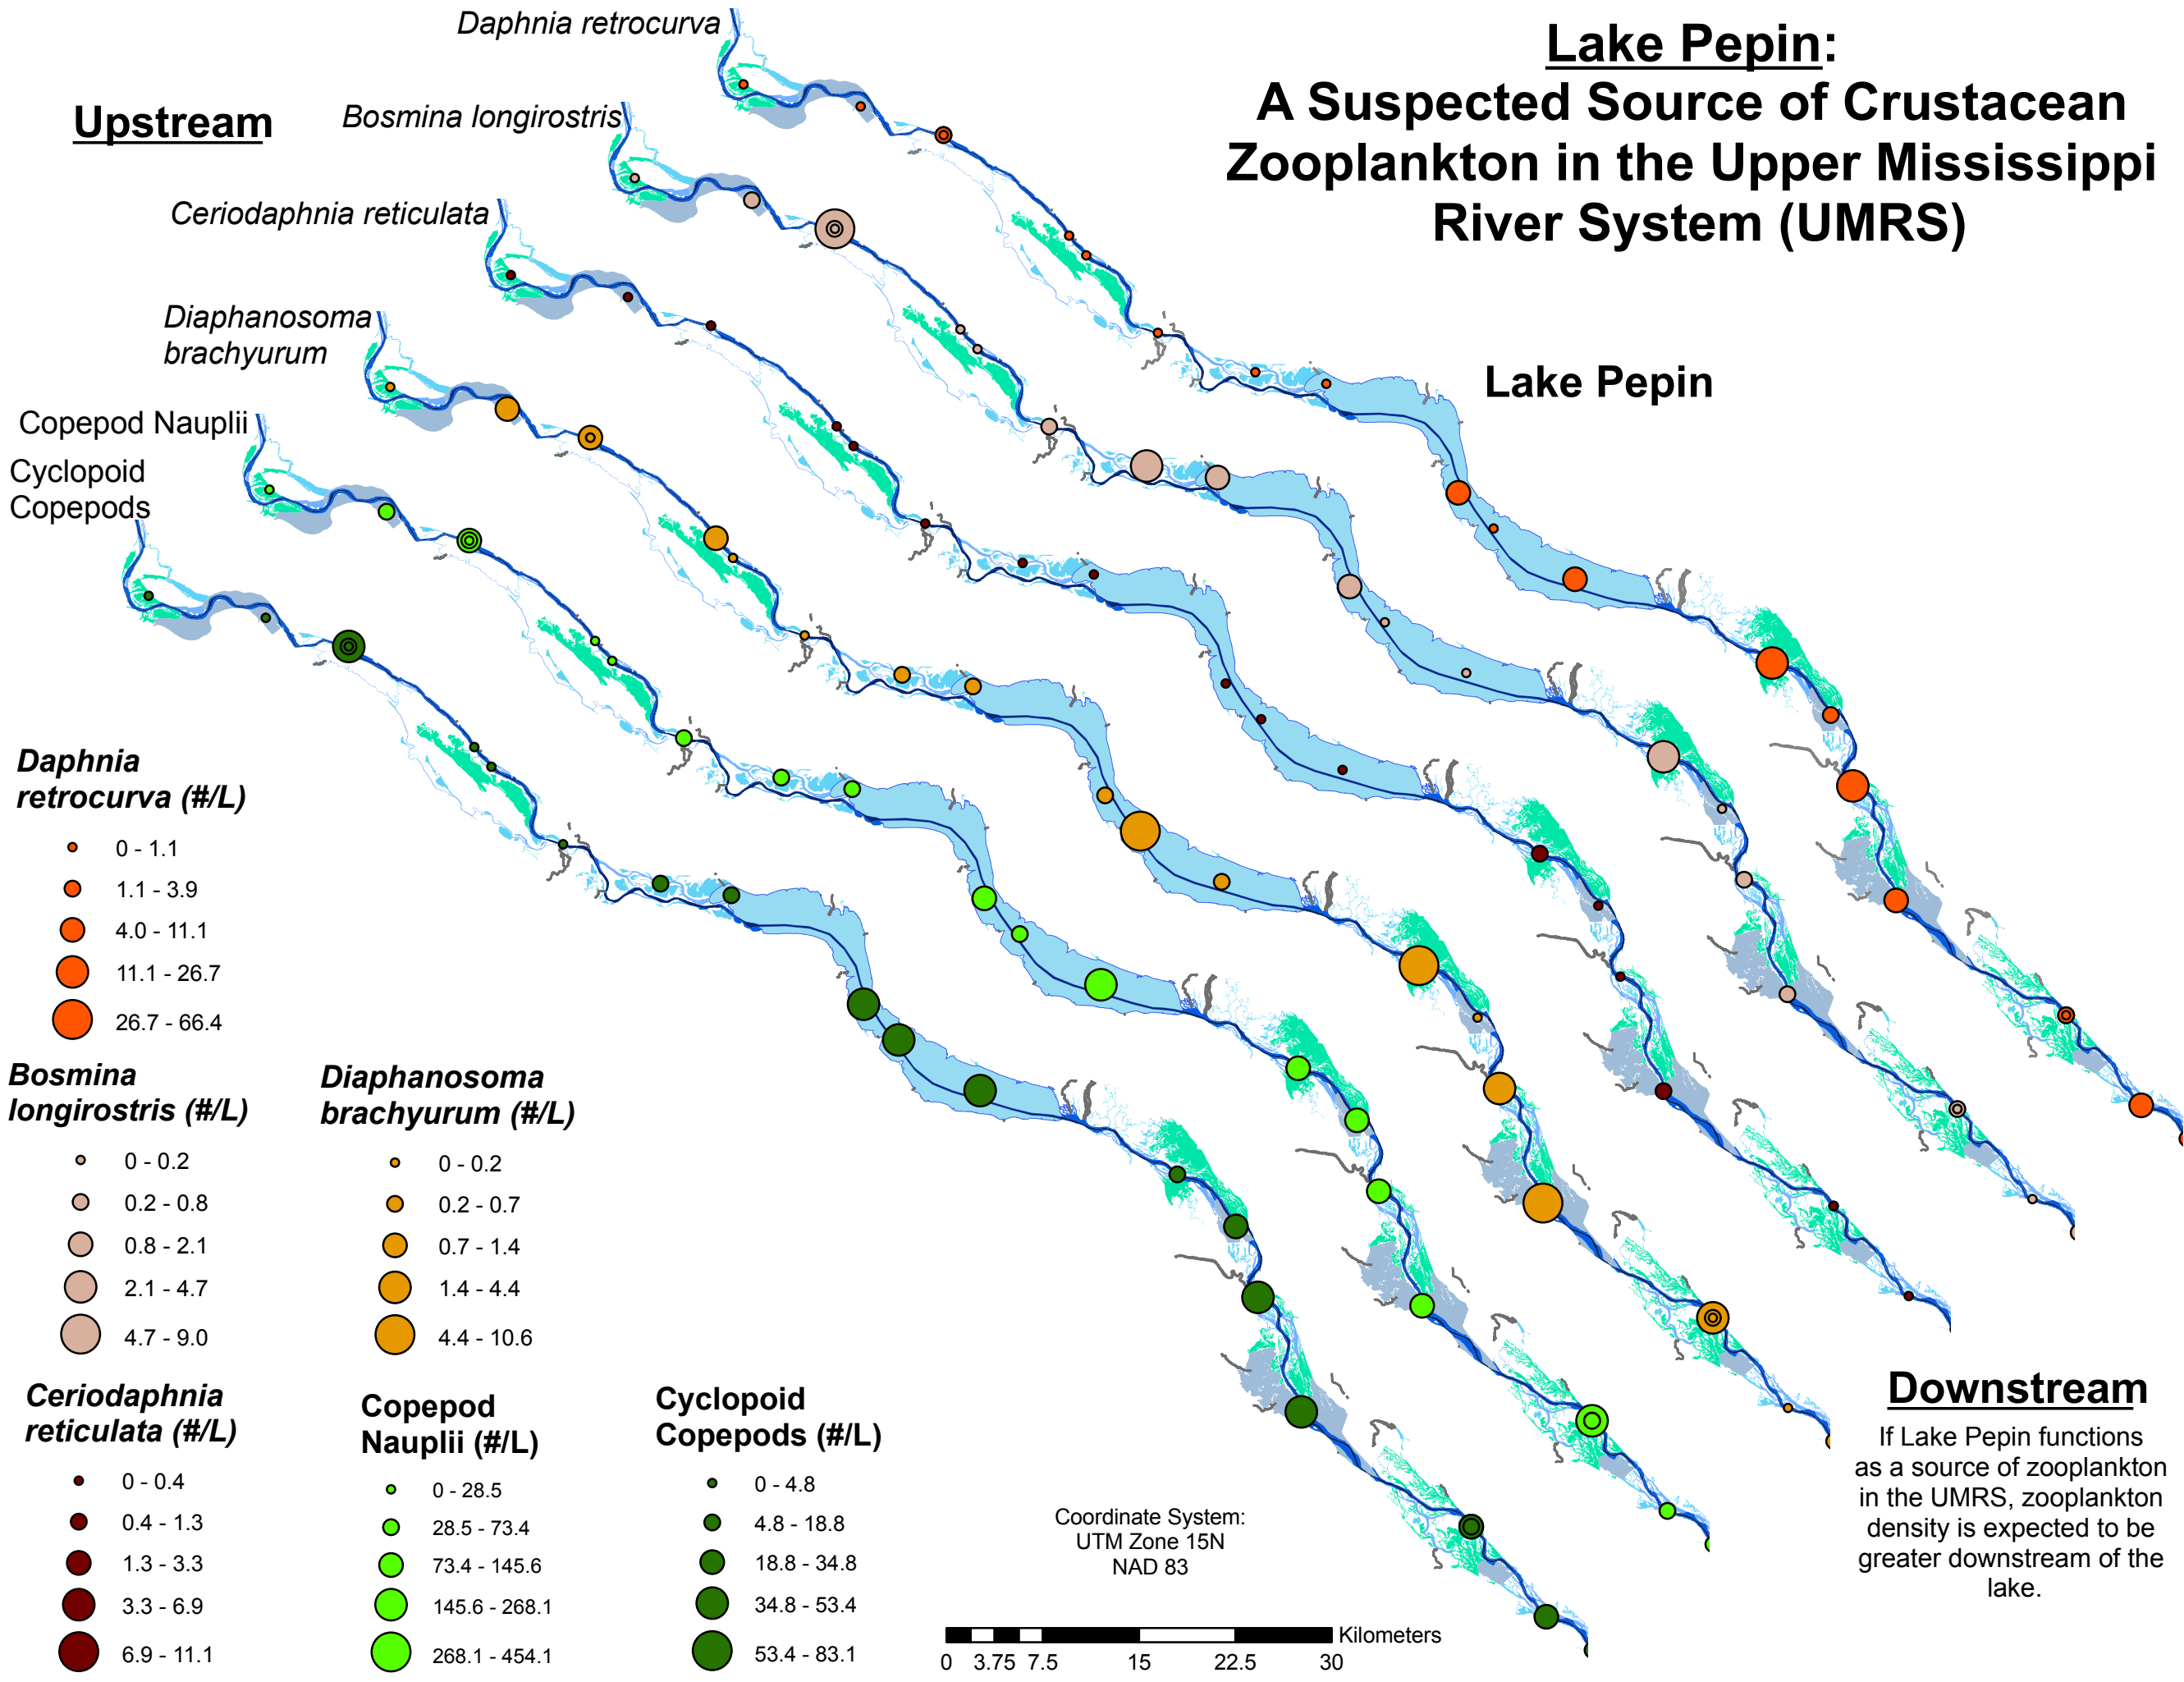 Lake Pepin:
A Suspected Source of Crustacean
Zooplankton in the Upper Mississippi
River System (UMRS)
Upstream
Daphnia retrocurva
Bosmina longirostris
Ceriodaphnia reticulata
Diaphanosoma
brachyurum
Copepod Nauplii
Cyclopoid
Copepods
Lake Pepin
Daphnia
retrocurva (#/L)
0 - 1.1
1.1 - 3.9
4.0 - 11.1
11.1 - 26.7
26.7 - 66.4
Bosmina
longirostris (#/L)
0 - 0.2
0.2 - 0.8
0.8 - 2.1
2.1 - 4.7
4.7 - 9.0
Diaphanosoma
brachyurum (#/L)
0 - 0.2
0.2 - 0.7
0.7 - 1.4
1.4 - 4.4
4.4 - 10.6
Ceriodaphnia
reticulata (#/L)
0 - 0.4
0.4 - 1.3
1.3 - 3.3
3.3 - 6.9
6.9 - 11.1
Copepod
Nauplii (#/L)
0 - 28.5
28.5 - 73.4
73.4 - 145.6
145.6 - 268.1
268.1 - 454.1
Cyclopoid
Copepods (#/L)
0 - 4.8
4.8 - 18.8
18.8 - 34.8
34.8 - 53.4
53.4 - 83.1
Coordinate System:
UTM Zone 15N
NAD 83
Kilometers
0 3.75 7.5 15 22.5 30
Downstream
If Lake Pepin functions
as a source of zooplankton
in the UMRS, zooplankton
density is expected to be
greater downstream of the
lake.